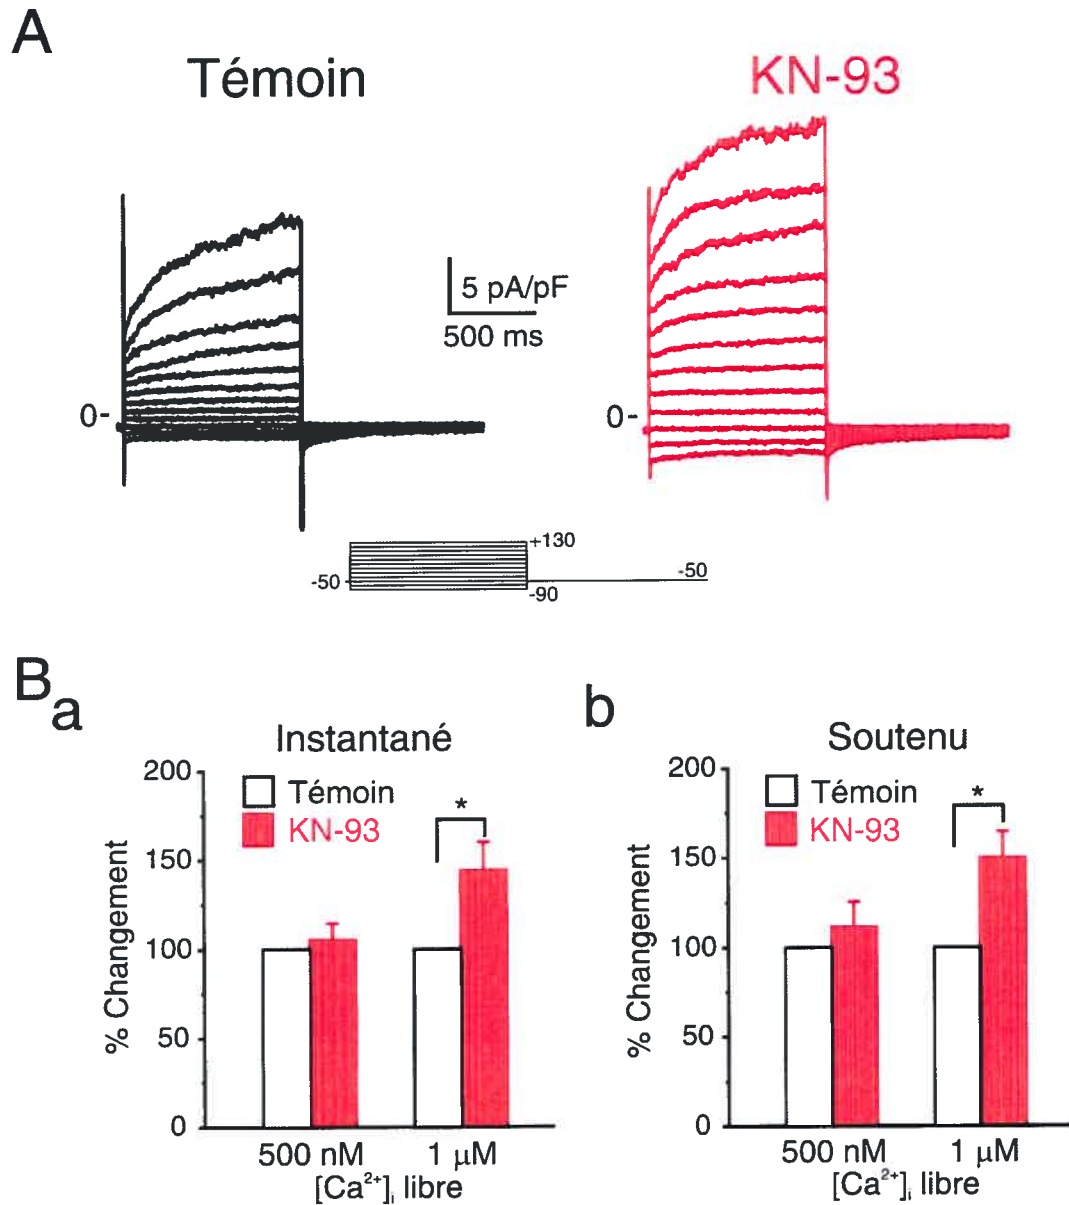 A
Témoin
KN-93
5 pA/pF
500 ms
0-
0-
+130
-50
-50
-90
B
a
Instantané
200
Témoin
KN-93
*
150
100
50
0
% Changement
500 nM
1 µM
[Ca²⁺]ᵢ libre
b
Soutenu
200
Témoin
KN-93
*
150
100
50
0
% Changement
500 nM
1 µM
[Ca²⁺]ᵢ libre